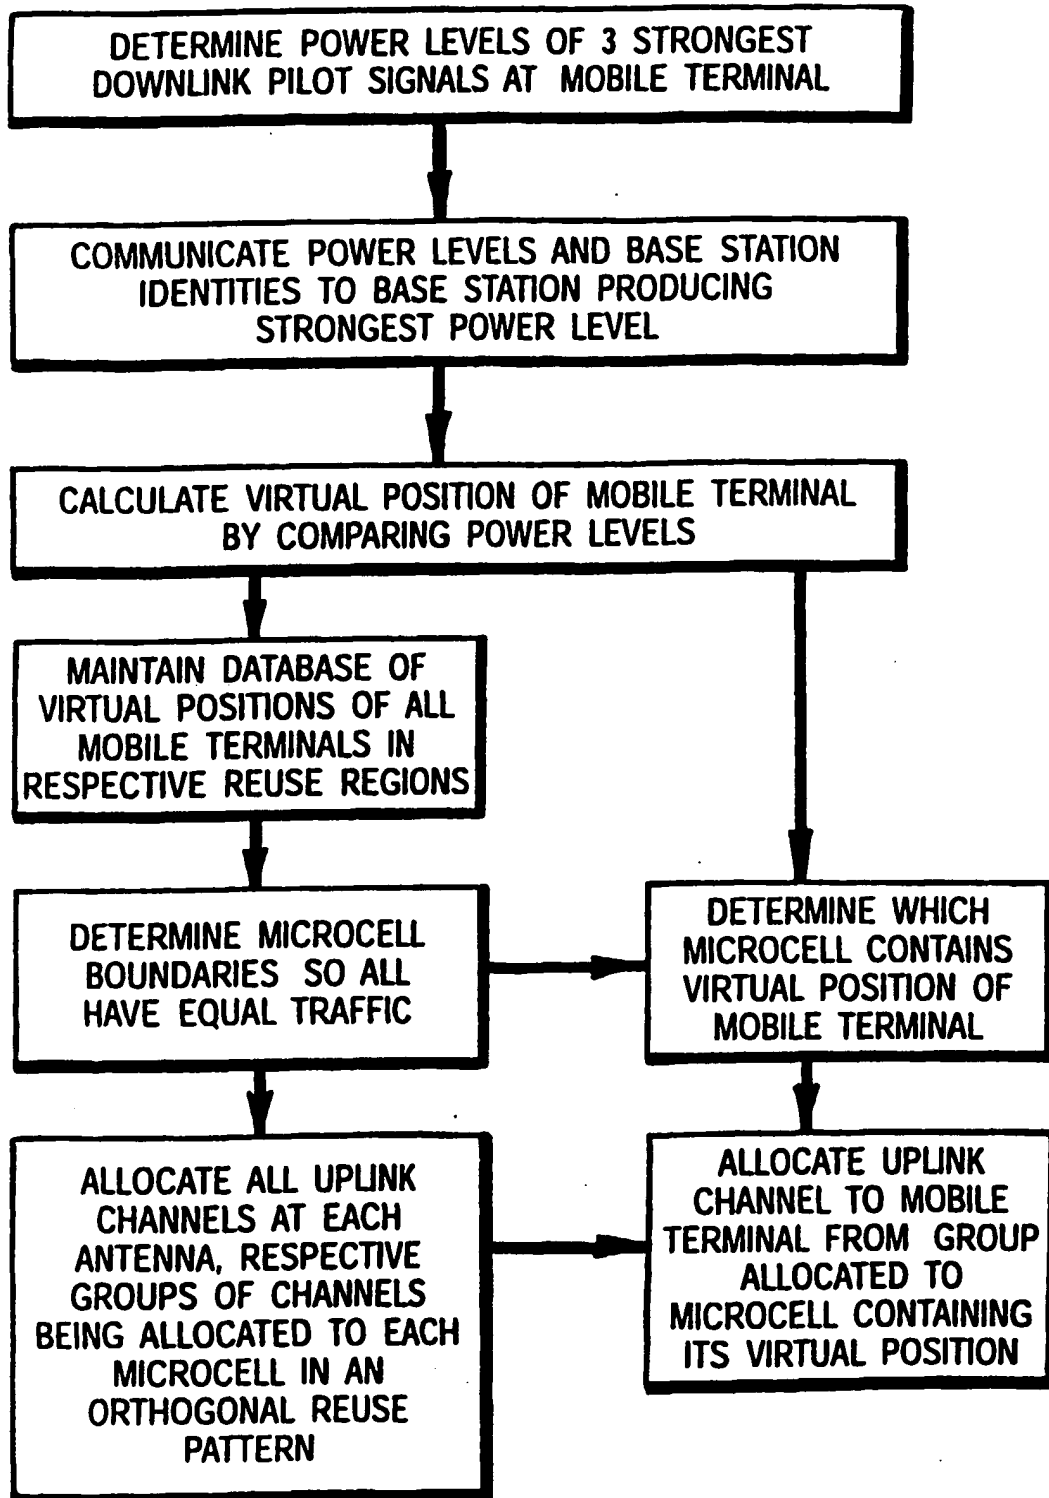 DETERMINE POWER LEVELS OF 3 STRONGEST
DOWNLINK PILOT SIGNALS AT MOBILE TERMINAL
COMMUNICATE POWER LEVELS AND BASE STATION
IDENTITIES TO BASE STATION PRODUCING
STRONGEST POWER LEVEL
CALCULATE VIRTUAL POSITION OF MOBILE TERMINAL
BY COMPARING POWER LEVELS
MAINTAIN DATABASE OF
VIRTUAL POSITIONS OF ALL
MOBILE TERMINALS IN
RESPECTIVE REUSE REGIONS
DETERMINE MICROCELL
BOUNDARIES SO ALL
HAVE EQUAL TRAFFIC
DETERMINE WHICH
MICROCELL CONTAINS
VIRTUAL POSITION OF
MOBILE TERMINAL
ALLOCATE ALL UPLINK
CHANNELS AT EACH
ANTENNA, RESPECTIVE
GROUPS OF CHANNELS
BEING ALLOCATED TO EACH
MICROCELL IN AN
ORTHOGONAL REUSE
PATTERN
ALLOCATE UPLINK
CHANNEL TO MOBILE
TERMINAL FROM GROUP
ALLOCATED TO
MICROCELL CONTAINING
ITS VIRTUAL POSITION